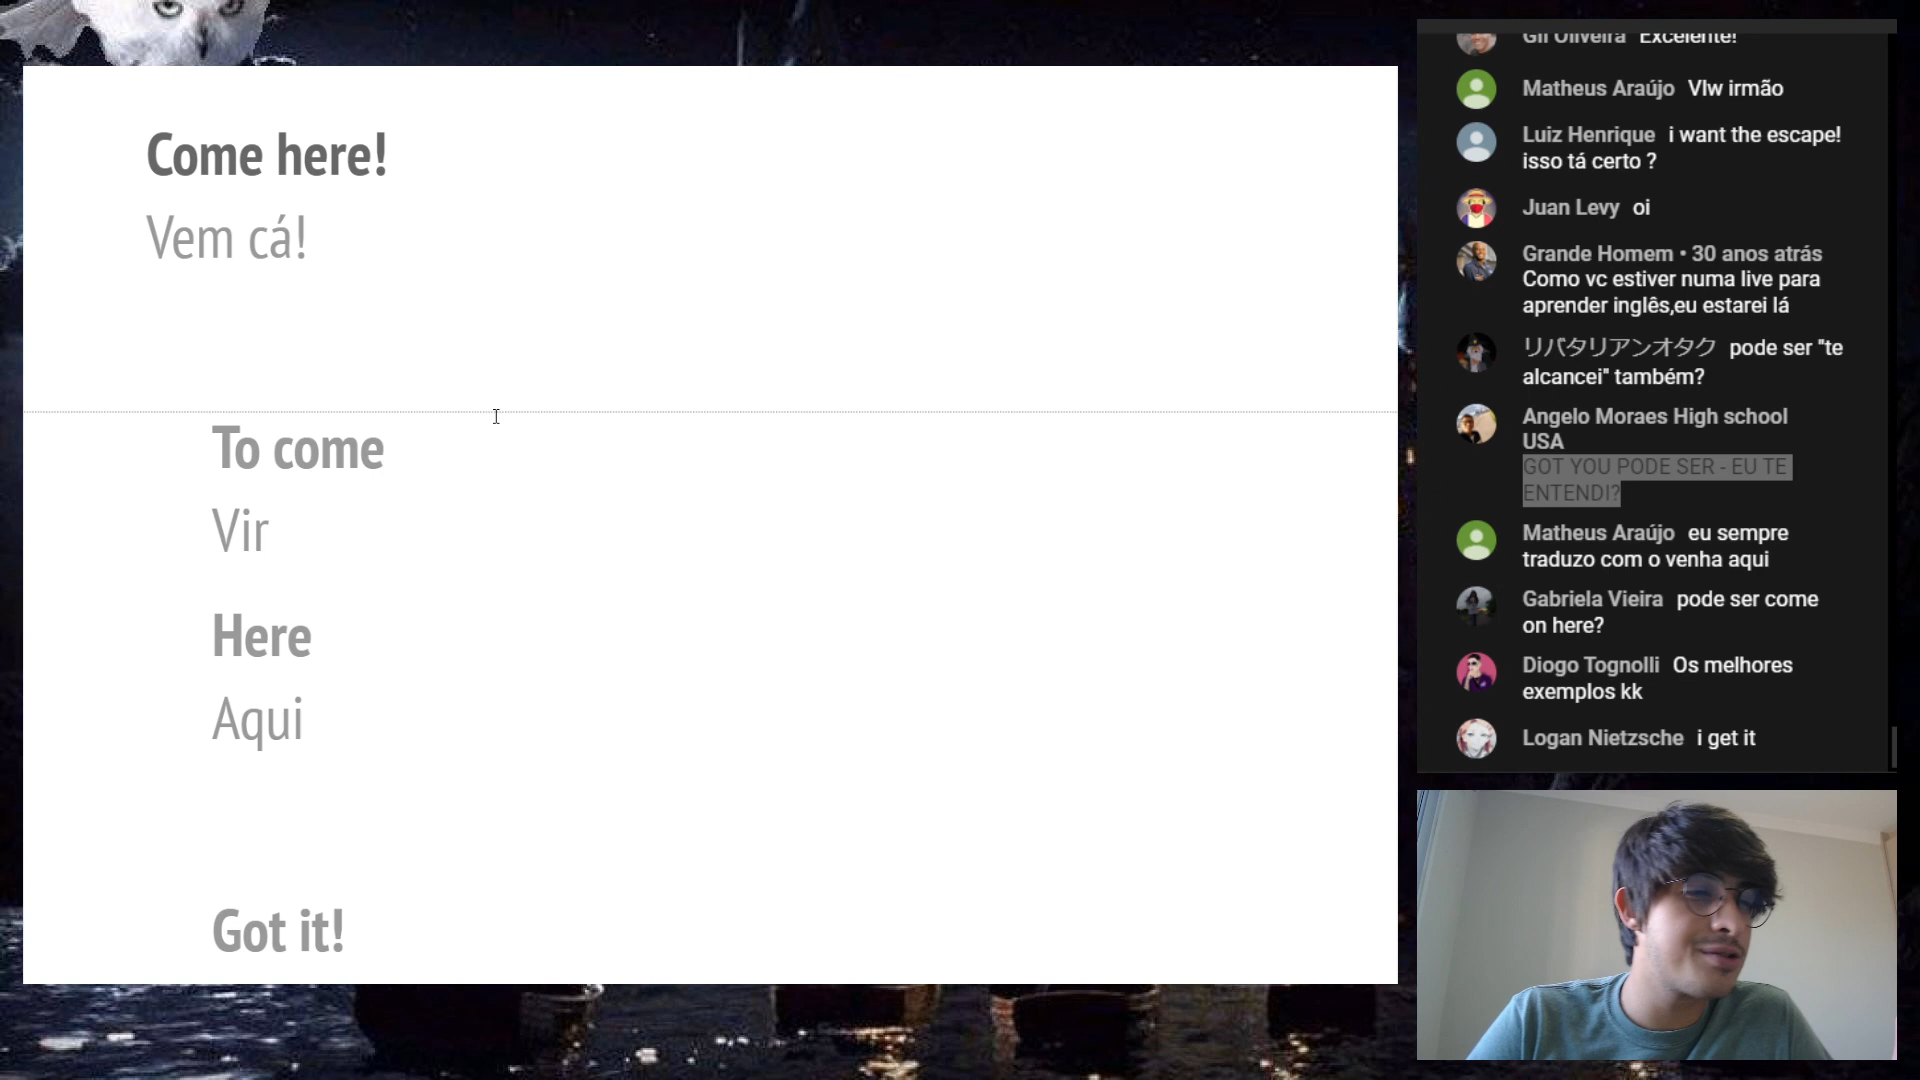 Come here!
Vem cá!
To come
Vir
Here
Aqui
Got it!
Gil Oliveira Excelente!
Matheus Araújo Vlw irmão
Luiz Henrique i want the escape!
isso tá certo ?
Juan Levy oi
Grande Homem • 30 anos atrás
Como vc estiver numa live para
aprender inglês,eu estarei lá
リバタリアンオタク pode ser "te
alcancei" também?
Angelo Moraes High school
USA
GOT YOU PODE SER - EU TE
ENTENDI?
Matheus Araújo eu sempre
traduzo com o venha aqui
Gabriela Vieira pode ser come
on here?
Diogo Tognolli Os melhores
exemplos kk
Logan Nietzsche i get it